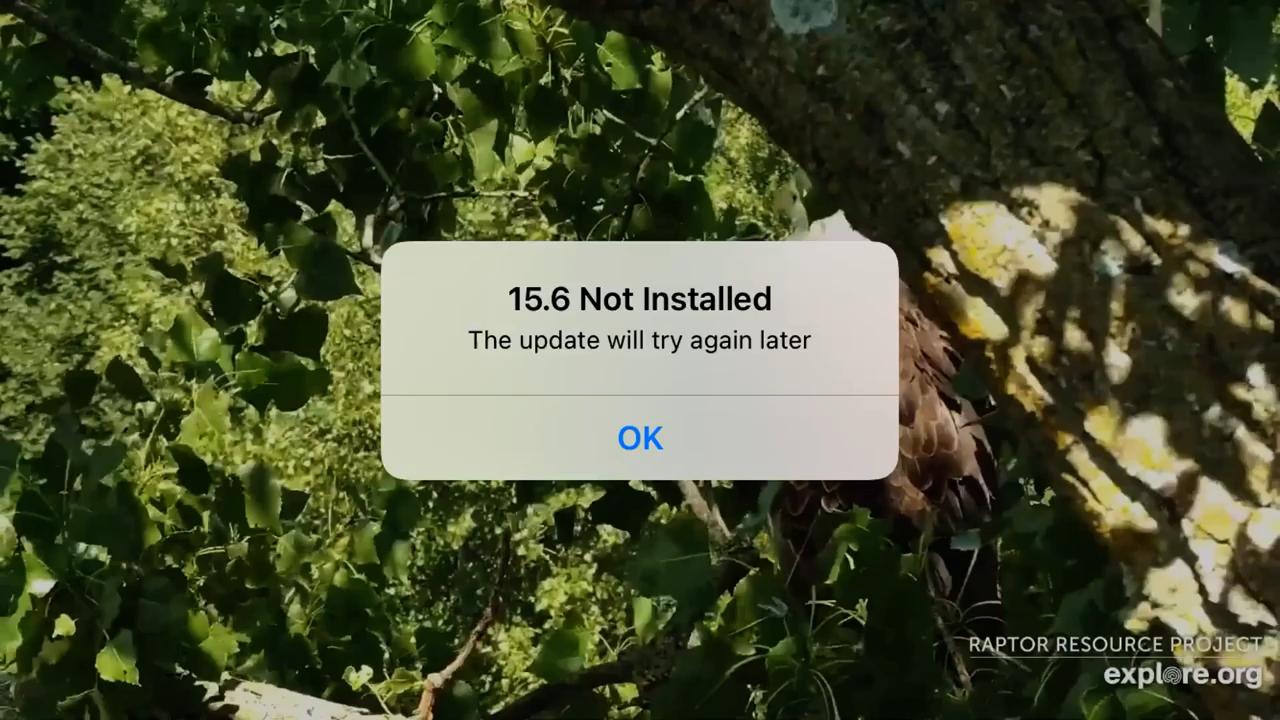 15.6 Not Installed
The update will try again later
OK
RAPTOR RESOURCE PROJECT
explore.org